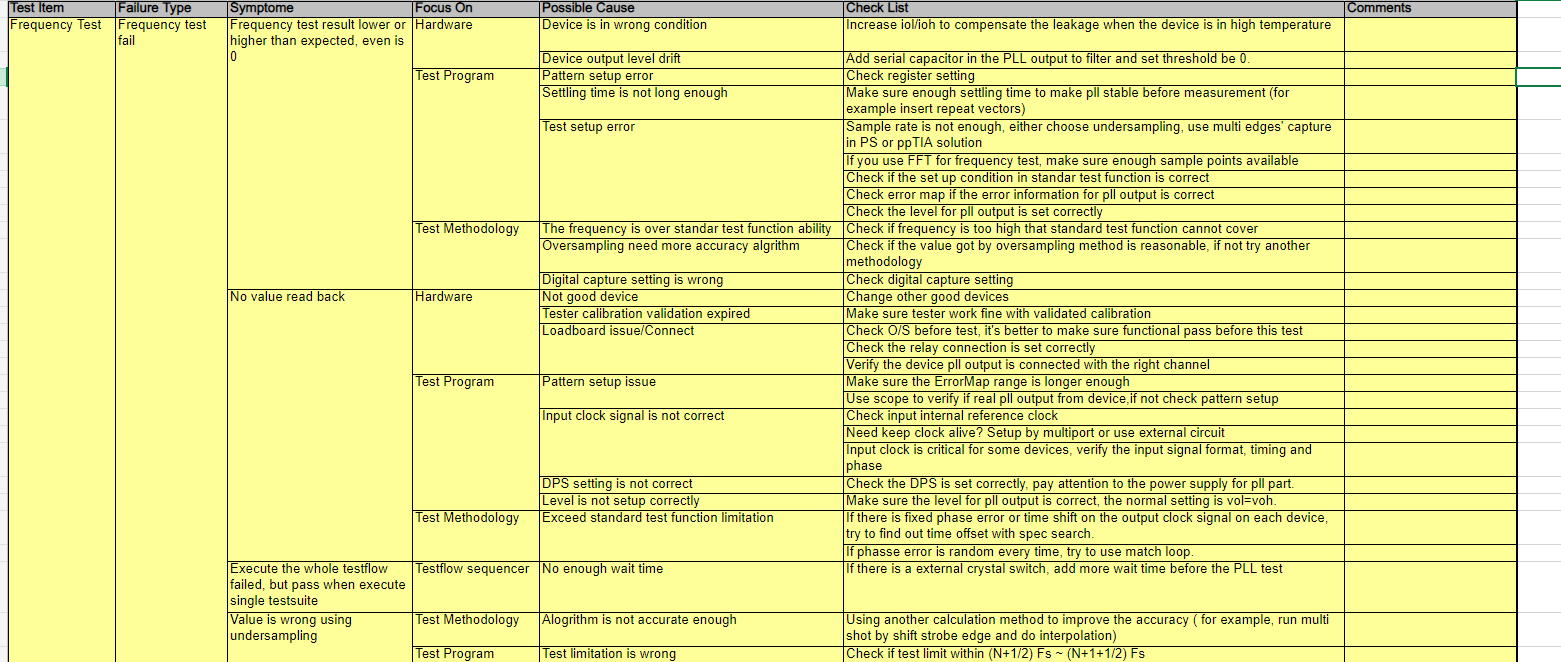 Test Item Failure Type Symptome Focus On Possible Cause Check List Comments
Frequency Test Frequency test Frequency test result lower or Hardware Device is in wrong condition Increase iol/ioh to compensate the leakage when the device is in high temperature
fail higher than expected, even is
0 Device output level drift Add serial capacitor in the PLL output to filter and set threshold be 0.
Test Program Pattern setup error Check register setting
Settling time is not long enough Make sure enough settling time to make pll stable before measurement (for
example insert repeat vectors)
Test setup error Sample rate is not enough, either choose undersampling, use multi edges' capture
in PS or ppTIA solution
If you use FFT for frequency test, make sure enough sample points available
Check if the set up condition in standar test function is correct
Check error map if the error information for pll output is correct
Check the level for pll output is set correctly
Test Methodology The frequency is over standar test function ability Check if frequency is too high that standard test function cannot cover
Oversampling need more accuracy algrithm Check if the value got by oversampling method is reasonable, if not try another
methodology
Digital capture setting is wrong Check digital capture setting
No value read back Hardware Not good device Change other good devices
Tester calibration validation expired Make sure tester work fine with validated calibration
Loadboard issue/Connect Check O/S before test, it's better to make sure functional pass before this test
Check the relay connection is set correctly
Verify the device pll output is connected with the right channel
Test Program Pattern setup issue Make sure the ErrorMap range is longer enough
Use scope to verify if real pll output from device,if not check pattern setup
Input clock signal is not correct Check input internal reference clock
Need keep clock alive? Setup by multiport or use external circuit
Input clock is critical for some devices, verify the input signal format, timing and
phase
DPS setting is not correct Check the DPS is set correctly, pay attention to the power supply for pll part.
Level is not setup correctly Make sure the level for pll output is correct, the normal setting is vol=voh.
Test Methodology Exceed standard test function limitation If there is fixed phase error or time shift on the output clock signal on each device,
try to find out time offset with spec search.
If phasse error is random every time, try to use match loop.
Execute the whole testflow Testflow sequencer No enough wait time If there is a external crystal switch, add more wait time before the PLL test
failed, but pass when execute
single testsuite
Value is wrong using Test Methodology Alogrithm is not accurate enough Using another calculation method to improve the accuracy ( for example, run multi
undersampling shot by shift strobe edge and do interpolation)
Test Program Test limitation is wrong Check if test limit within (N+1/2) Fs ~ (N+1+1/2) Fs